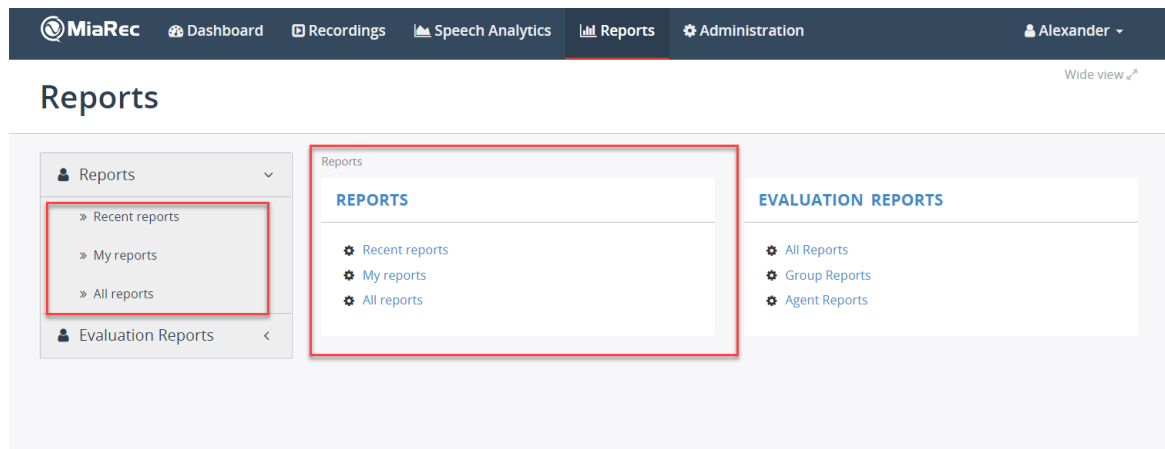 MiaRec Dashboard Recordings Speech Analytics Reports Administration Alexander
Wide view
Reports
Reports
» Recent reports
» My reports
» All reports
Evaluation Reports
Reports
REPORTS
Recent reports
My reports
All reports
EVALUATION REPORTS
All Reports
Group Reports
Agent Reports